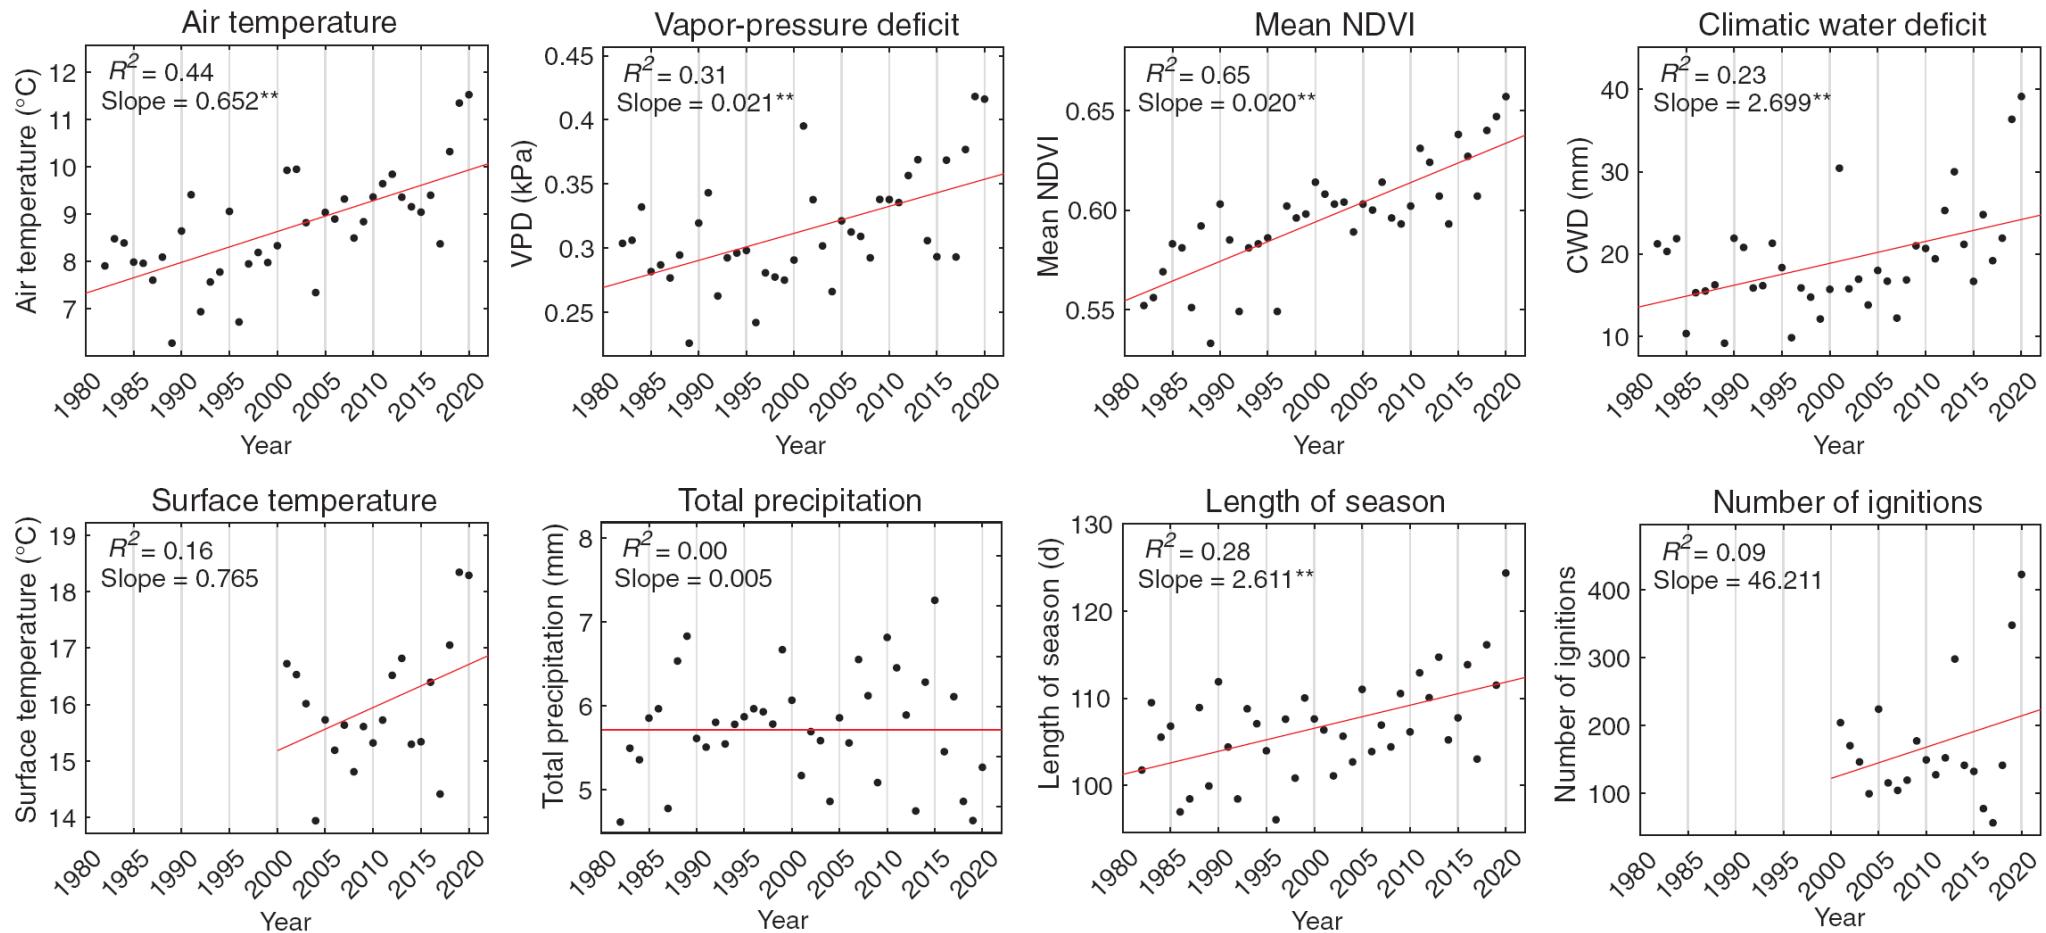 Air temperature
R² = 0.44
Slope = 0.652**
Air temperature (°C)
12
11
10
9
8
7
1980 1985 1990 1995 2000 2005 2010 2015 2020
Year
Vapor-pressure deficit
R² = 0.31
Slope = 0.021**
VPD (kPa)
0.45
0.4
0.35
0.3
0.25
1980 1985 1990 1995 2000 2005 2010 2015 2020
Year
Mean NDVI
R² = 0.65
Slope = 0.020**
Mean NDVI
0.65
0.60
0.55
1980 1985 1990 1995 2000 2005 2010 2015 2020
Year
Climatic water deficit
R² = 0.23
Slope = 2.699**
CWD (mm)
40
30
20
10
1980 1985 1990 1995 2000 2005 2010 2015 2020
Year
Surface temperature
R² = 0.16
Slope = 0.765
Surface temperature (°C)
19
18
17
16
15
14
1980 1985 1990 1995 2000 2005 2010 2015 2020
Year
Total precipitation
R² = 0.00
Slope = 0.005
Total precipitation (mm)
8
7
6
5
1980 1985 1990 1995 2000 2005 2010 2015 2020
Year
Length of season
R² = 0.28
Slope = 2.611**
Length of season (d)
130
120
110
100
1980 1985 1990 1995 2000 2005 2010 2015 2020
Year
Number of ignitions
R² = 0.09
Slope = 46.211
Number of ignitions
400
300
200
100
1980 1985 1990 1995 2000 2005 2010 2015 2020
Year